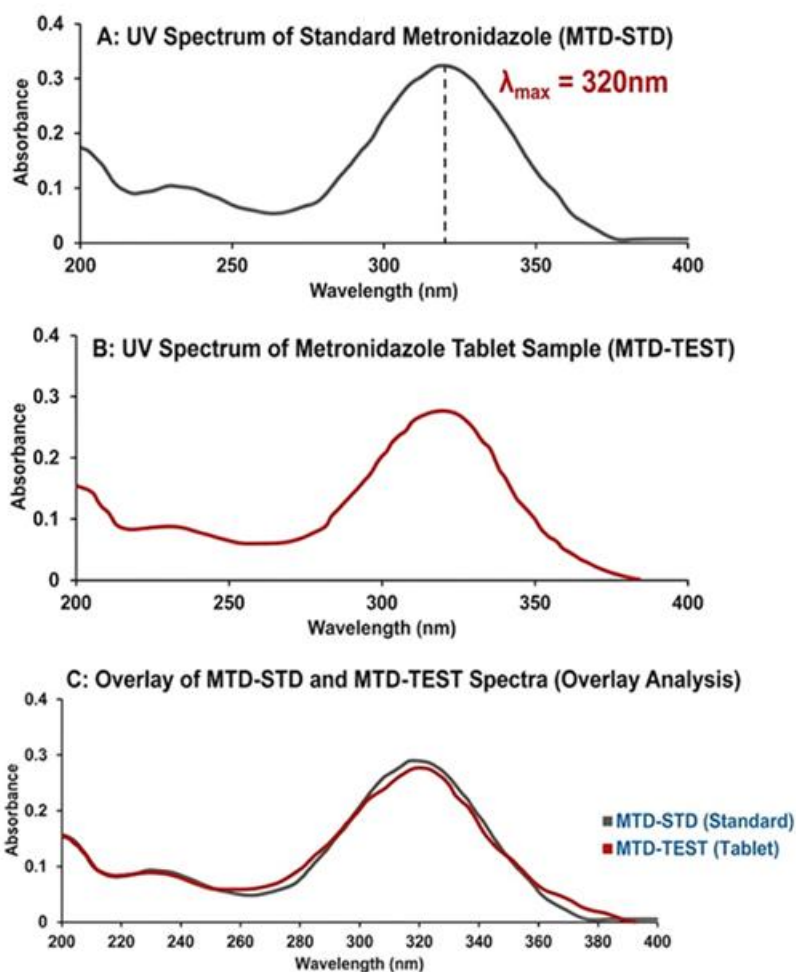 A: UV Spectrum of Standard Metronidazole (MTD-STD)
λmax = 320nm
Absorbance
0.4
0.3
0.2
0.1
0
200 250 300 350 400
Wavelength (nm)
B: UV Spectrum of Metronidazole Tablet Sample (MTD-TEST)
Absorbance
0.4
0.3
0.2
0.1
0
200 250 300 350 400
Wavelength (nm)
C: Overlay of MTD-STD and MTD-TEST Spectra (Overlay Analysis)
Absorbance
0.4
0.3
0.2
0.1
0
MTD-STD (Standard)
MTD-TEST (Tablet)
200 220 240 260 280 300 320 340 360 380 400
Wavelength (nm)